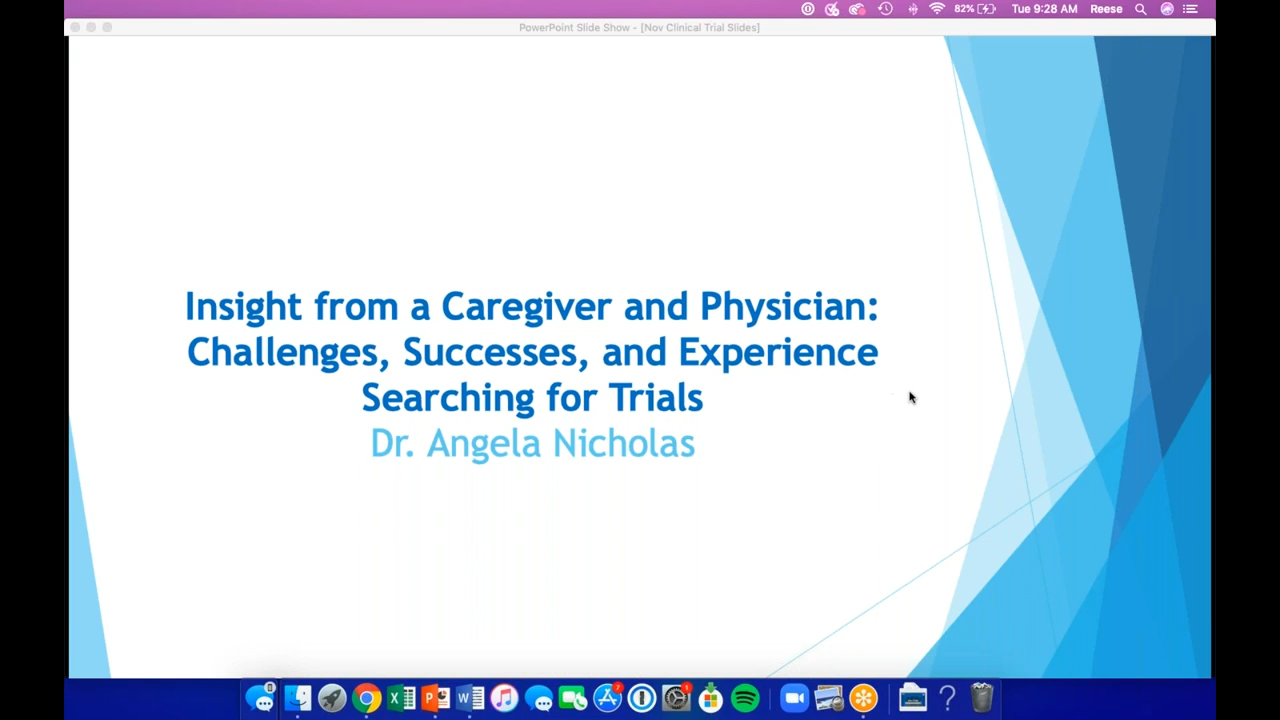 82% Tue 9:28 AM Reese
PowerPoint Slide Show - [Nov Clinical Trial Slides]
Insight from a Caregiver and Physician:
Challenges, Successes, and Experience
Searching for Trials
Dr. Angela Nicholas